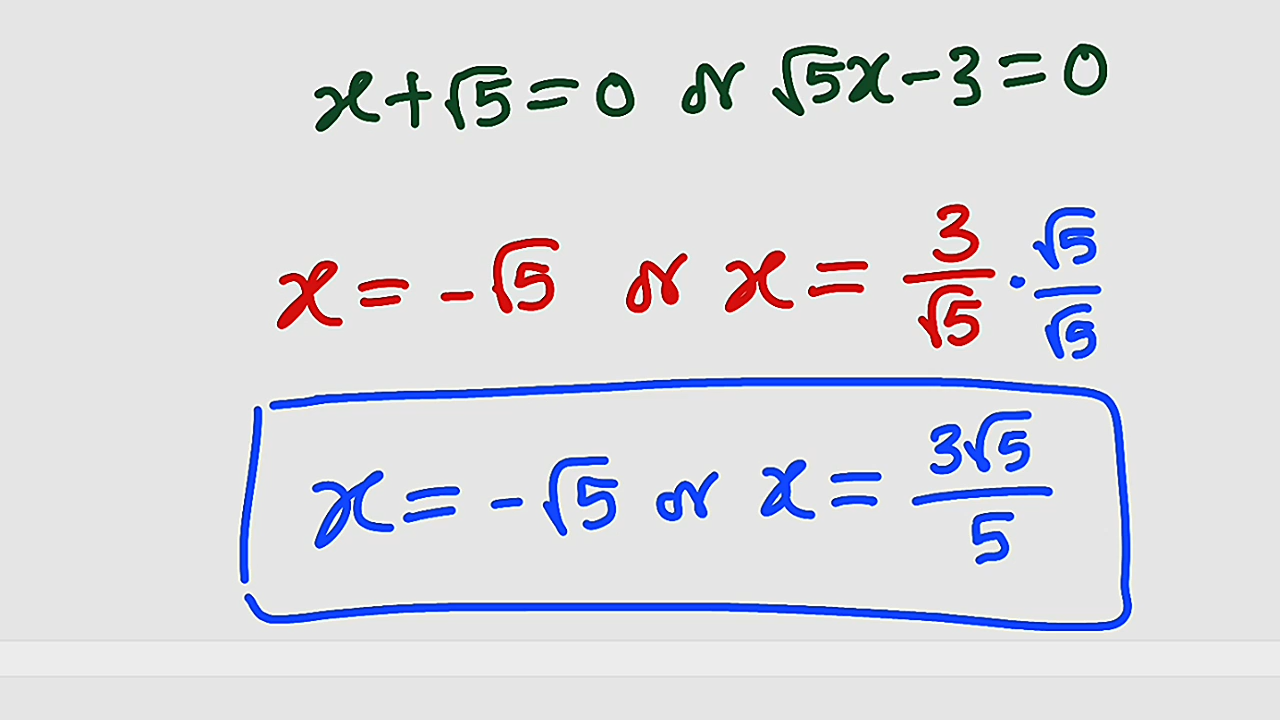 x+√5=0 or √5x-3=0
x=-√5 or x=3/√5·√5/√5
x=-√5 or x=3√5/5